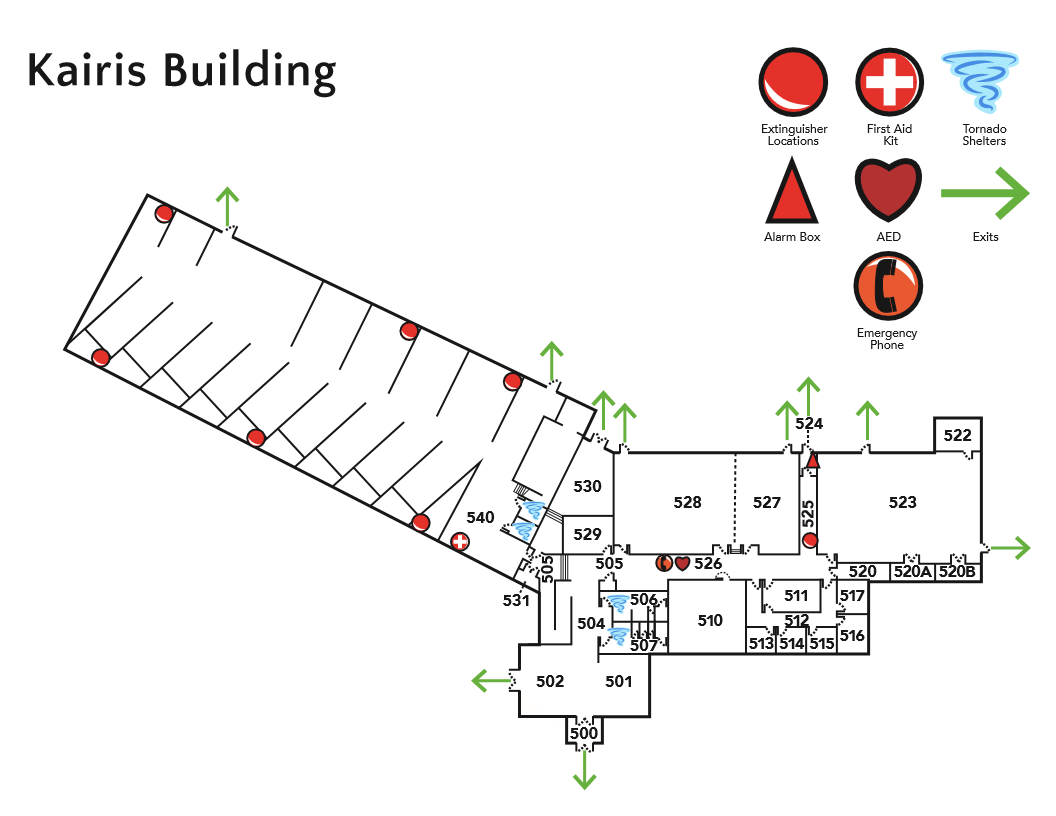 Kairis Building
Extinguisher
Locations
First Aid
Kit
Tornado
Shelters
Alarm Box
AED
Exits
Emergency
Phone
524
522
530
528
527
525
523
540
529
505
505
526
520
520A
520B
531
506
511
517
504
510
512
507
513
514
515
516
502
501
500